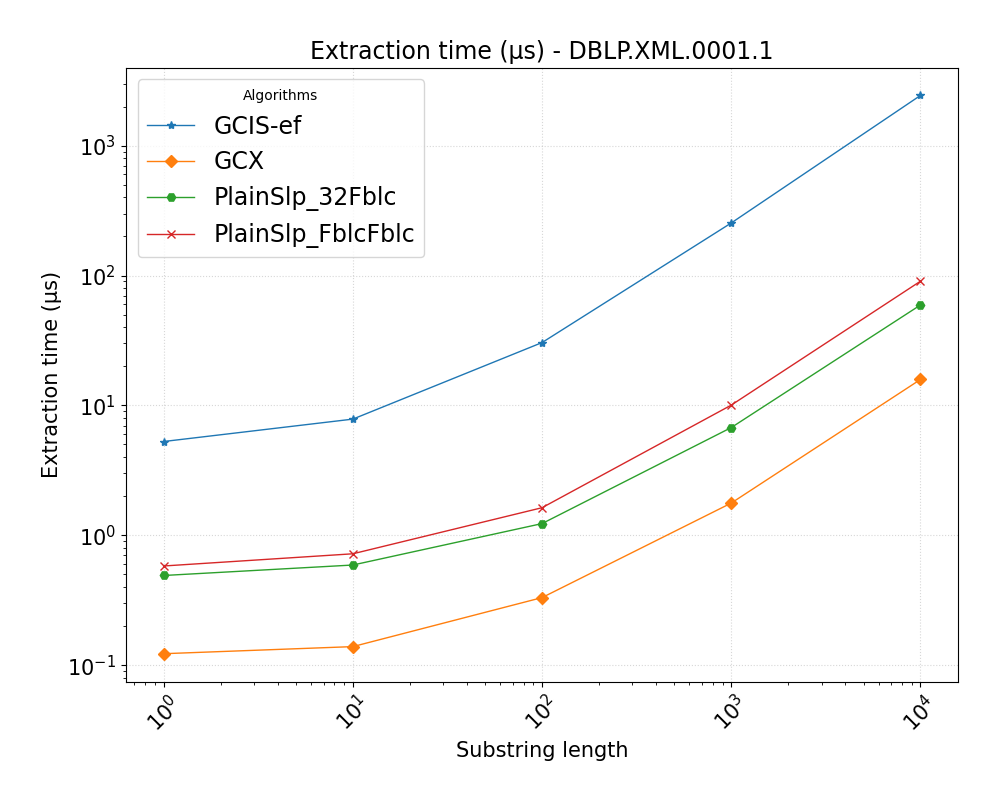 Extraction time (µs) - DBLP.XML.0001.1
Algorithms
GCIS-ef
GCX
PlainSlp_32Fblc
PlainSlp_FblcFblc
Extraction time (µs)
10³
10²
10¹
10⁰
10⁻¹
10⁰ 10¹ 10² 10³ 10⁴
Substring length